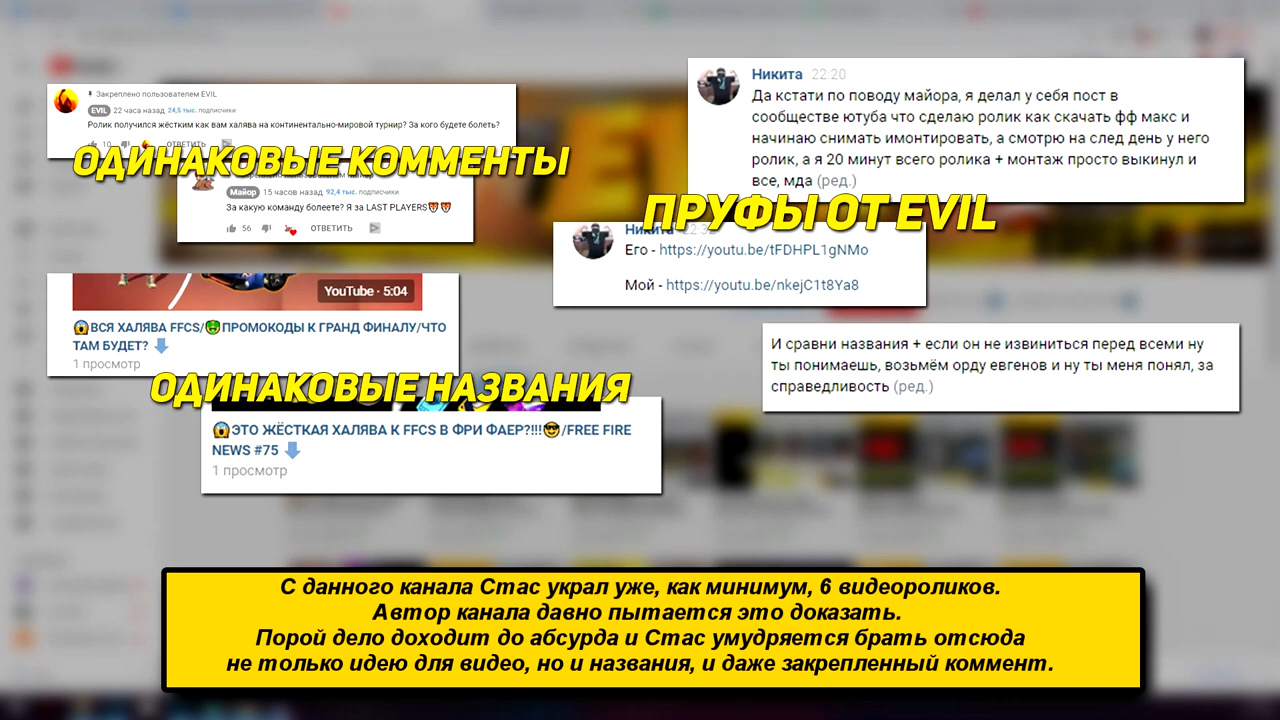 Закреплено пользователем EVIL
EVIL 22 часа назад 24,5 тыс. подписчики
Ролик получился жёстким как вам халява на континентально-мировой турнир? За кого будете болеть?
10 ОТВЕТИТЬ
ОДИНАКОВЫЕ КОММЕНТЫ
Майор 15 часов назад 92,4 тыс. подписчики
За какую команду болеете? Я за LAST PLAYERS🐯🐯
56 ОТВЕТИТЬ
YouTube · 5:04
😱ВСЯ ХАЛЯВА FFCS/🤑ПРОМОКОДЫ К ГРАНД ФИНАЛУ/ЧТО
ТАМ БУДЕТ? ⬇
1 просмотр
ОДИНАКОВЫЕ НАЗВАНИЯ
😱ЭТО ЖЁСТКАЯ ХАЛЯВА К FFCS В ФРИ ФАЕР?!!!😎/FREE FIRE
NEWS #75 ⬇
1 просмотр
Никита 22:20
Да кстати по поводу майора, я делал у себя пост в
сообществе ютуба что сделаю ролик как скачать фф макс и
начинаю снимать имонтировать, а смотрю на след день у него
ролик, а я 20 минут всего ролика + монтаж просто выкинул и
все, мда (ред.)
ПРУФЫ ОТ EVIL
Никита
Его - https://youtu.be/tFDHPL1gNMo
Мой - https://youtu.be/nkejC1t8Ya8
И сравни названия + если он не извиниться перед всеми ну
ты понимаешь, возьмём орду евгенов и ну ты меня понял, за
справедливость (ред.)
С данного канала Стас украл уже, как минимум, 6 видеороликов.
Автор канала давно пытается это доказать.
Порой дело доходит до абсурда и Стас умудряется брать отсюда
не только идею для видео, но и названия, и даже закрепленный коммент.